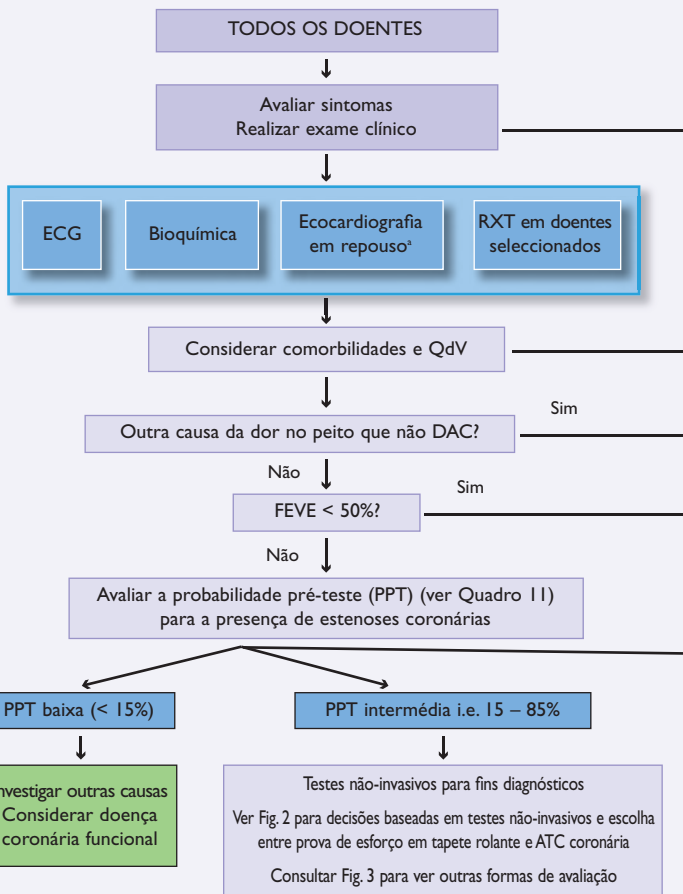 TODOS OS DOENTES
Avaliar sintomas
Realizar exame clínico
ECG
Bioquímica
Ecocardiografia
em repousoª
RXT em doentes
seleccionados
Considerar comorbilidades e QdV
Outra causa da dor no peito que não DAC?
Sim
Não
FEVE < 50%?
Sim
Não
Avaliar a probabilidade pré-teste (PPT) (ver Quadro 11)
para a presença de estenoses coronárias
PPT baixa (< 15%)
PPT intermédia i.e. 15 – 85%
nvestigar outras causas
Considerar doença
coronária funcional
Testes não-invasivos para fins diagnósticos
Ver Fig. 2 para decisões baseadas em testes não-invasivos e escolha
entre prova de esforço em tapete rolante e ATC coronária
Consultar Fig. 3 para ver outras formas de avaliação